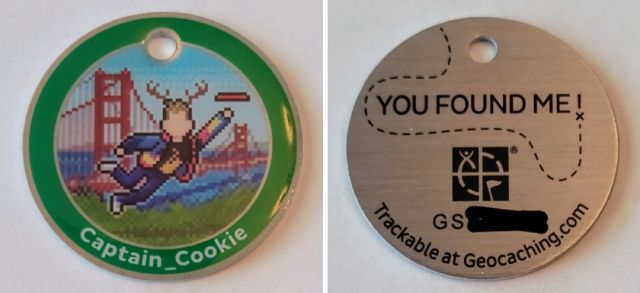 Captain_Cookie
YOU FOUND ME!
®
GS
Trackable at Geocaching.com